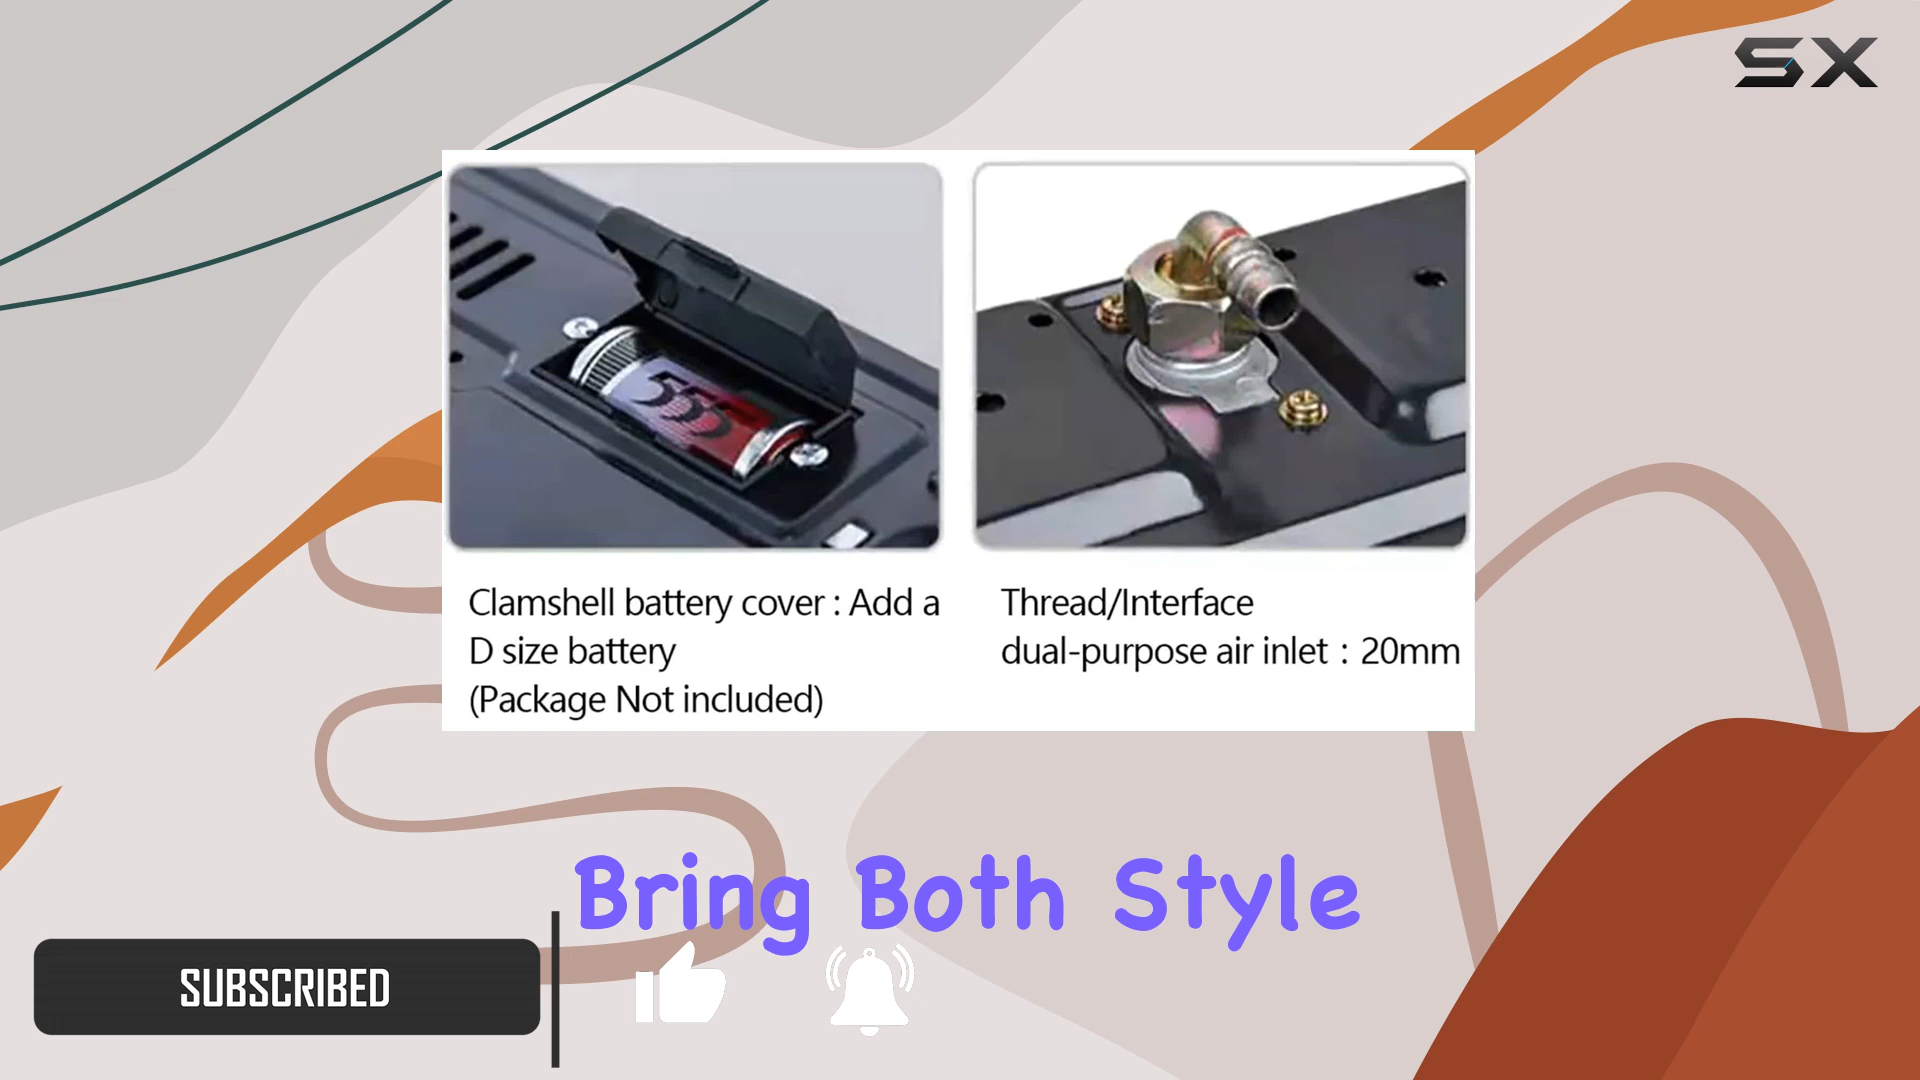 SX
555
Clamshell battery cover : Add a
D size battery
(Package Not included)
Thread/Interface
dual-purpose air inlet : 20mm
Bring Both Style
SUBSCRIBED